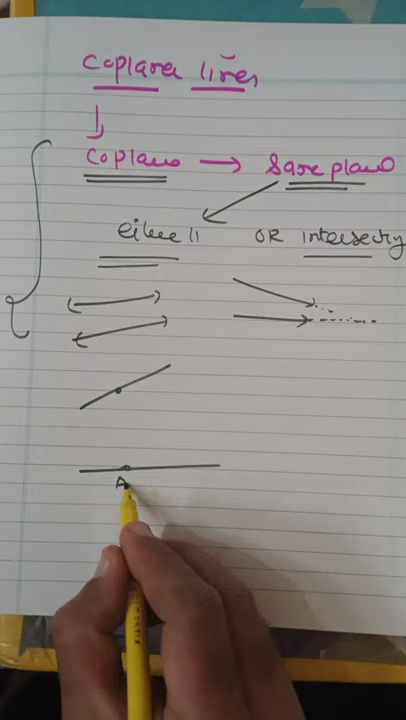 Coplanar lines
Coplanar → Same plane
either || OR intersecting
A